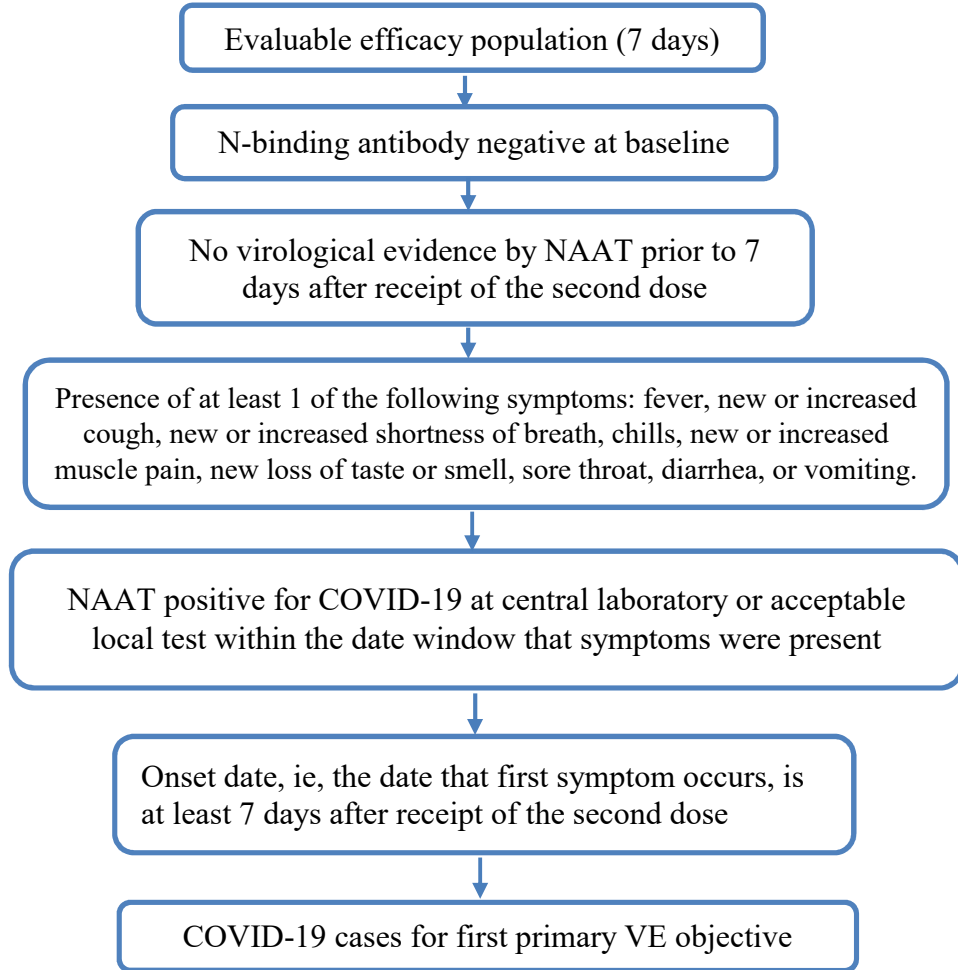 Evaluable efficacy population (7 days)
N-binding antibody negative at baseline
No virological evidence by NAAT prior to 7
days after receipt of the second dose
Presence of at least 1 of the following symptoms: fever, new or increased
cough, new or increased shortness of breath, chills, new or increased
muscle pain, new loss of taste or smell, sore throat, diarrhea, or vomiting.
NAAT positive for COVID-19 at central laboratory or acceptable
local test within the date window that symptoms were present
Onset date, ie, the date that first symptom occurs, is
at least 7 days after receipt of the second dose
COVID-19 cases for first primary VE objective